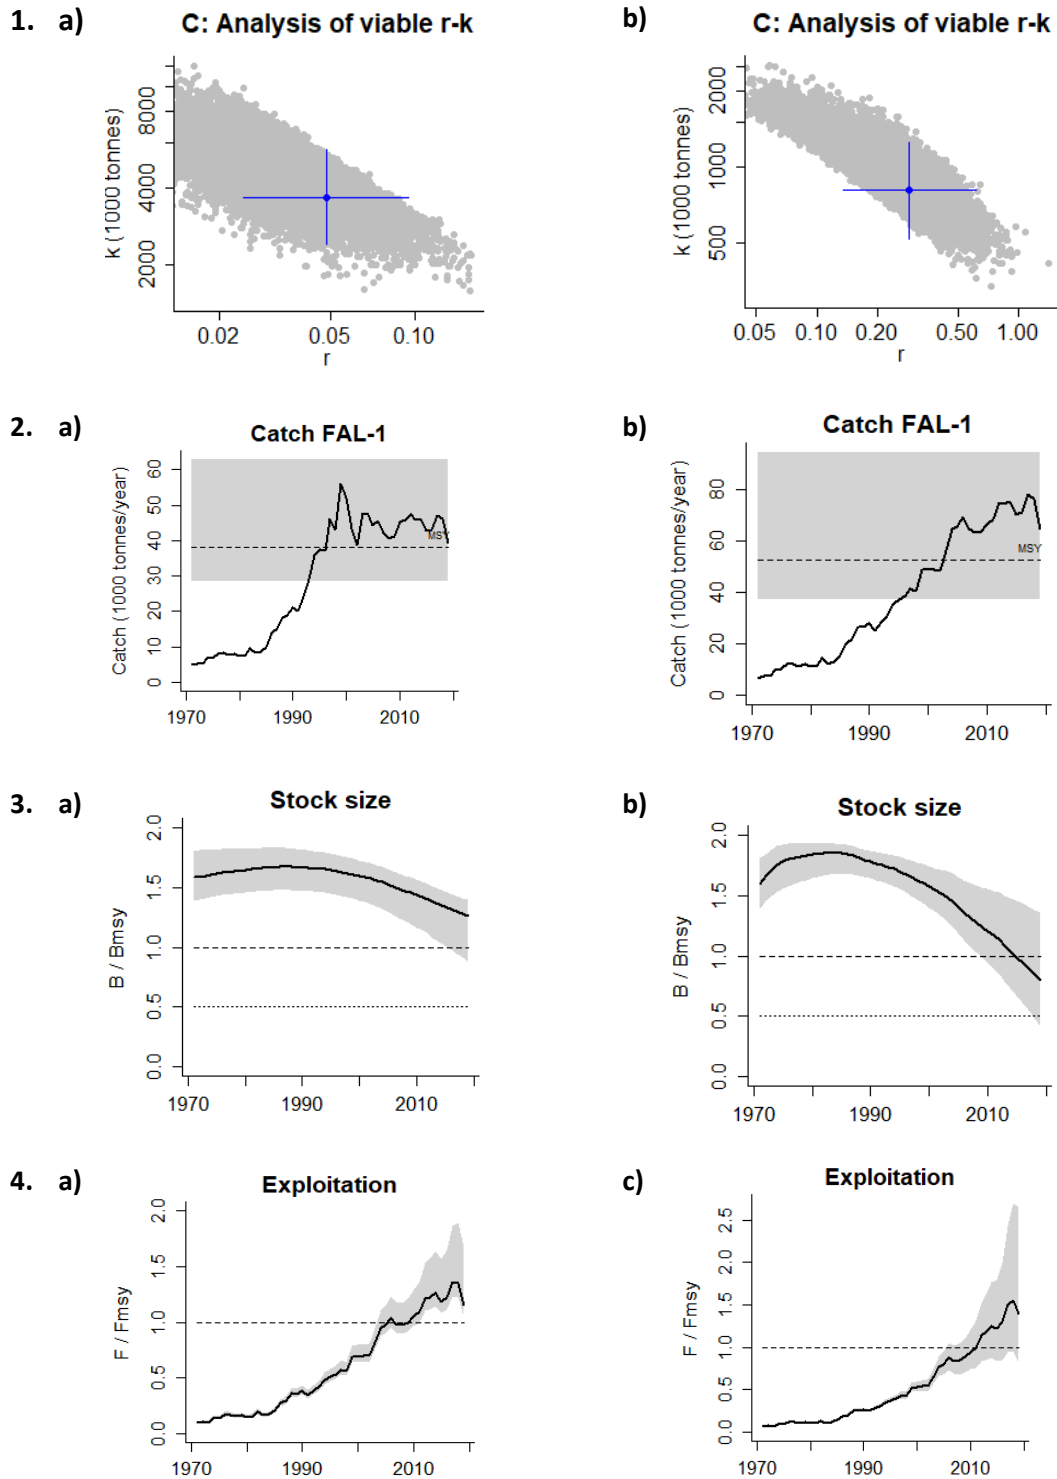 1. a) C: Analysis of viable r-k
k (1000 tonnes)
8000
4000
2000
0.02 0.05 0.10
r
b) C: Analysis of viable r-k
k (1000 tonnes)
2000
1000
500
0.05 0.10 0.20 0.50 1.00
r
2. a) Catch FAL-1
Catch (1000 tonnes/year)
60
50
40
30
20
10
0
MSY
1970 1990 2010
b) Catch FAL-1
Catch (1000 tonnes/year)
80
60
40
20
0
MSY
1970 1990 2010
3. a) Stock size
B / Bmsy
2.0
1.5
1.0
0.5
0.0
1970 1990 2010
b) Stock size
B / Bmsy
2.0
1.5
1.0
0.5
0.0
1970 1990 2010
4. a) Exploitation
F / Fmsy
2.0
1.5
1.0
0.5
0.0
1970 1990 2010
c) Exploitation
F / Fmsy
2.5
2.0
1.5
1.0
0.5
0.0
1970 1990 2010